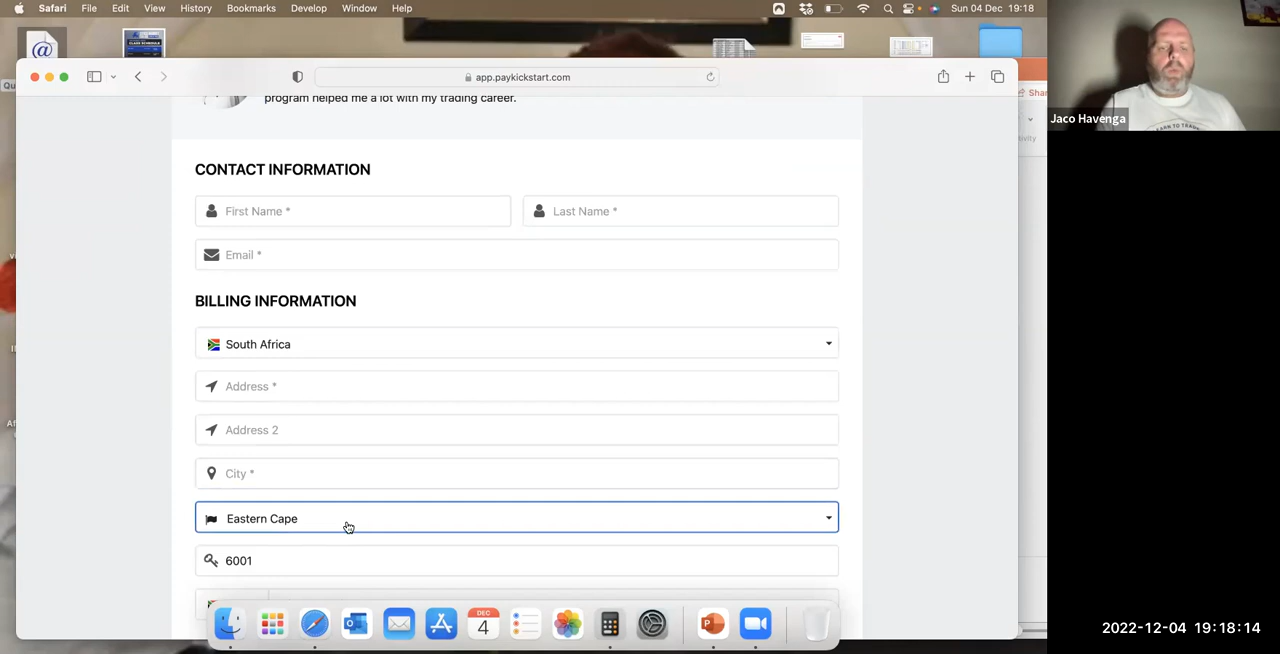 Safari File Edit View History Bookmarks Develop Window Help Sun 04 Dec 19:18
app.paykickstart.com
program helped me a lot with my trading career.
CONTACT INFORMATION
First Name * Last Name *
Email *
BILLING INFORMATION
South Africa
Address *
Address 2
City *
Eastern Cape
6001
DEC
4
Jaco Havenga
2022-12-04 19:18:14